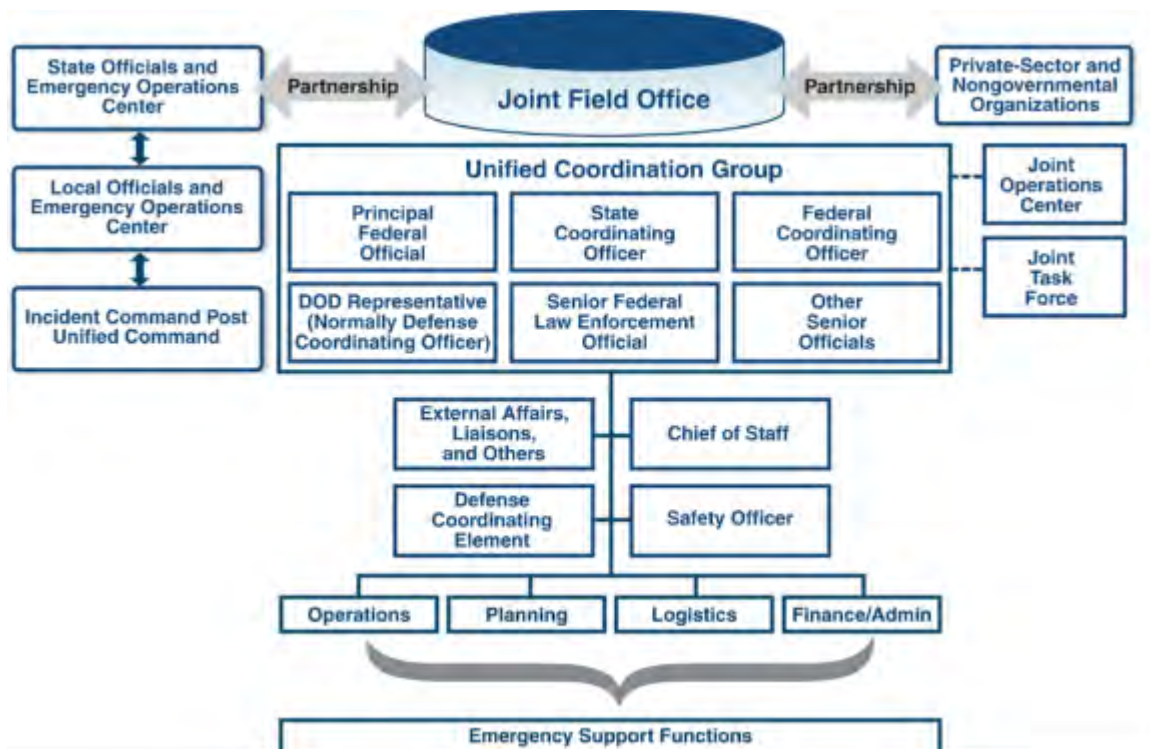 State Officials and
Emergency Operations
Center
Partnership
Joint Field Office
Partnership
Private-Sector and
Nongovernmental
Organizations
Local Officials and
Emergency Operations
Center
Incident Command Post
Unified Command
Unified Coordination Group
Principal
Federal
Official
State
Coordinating
Officer
Federal
Coordinating
Officer
DOD Representative
(Normally Defense
Coordinating Officer)
Senior Federal
Law Enforcement
Official
Other
Senior
Officials
Joint
Operations
Center
Joint
Task
Force
External Affairs,
Liaisons,
and Others
Chief of Staff
Defense
Coordinating
Element
Safety Officer
Operations
Planning
Logistics
Finance/Admin
Emergency Support Functions